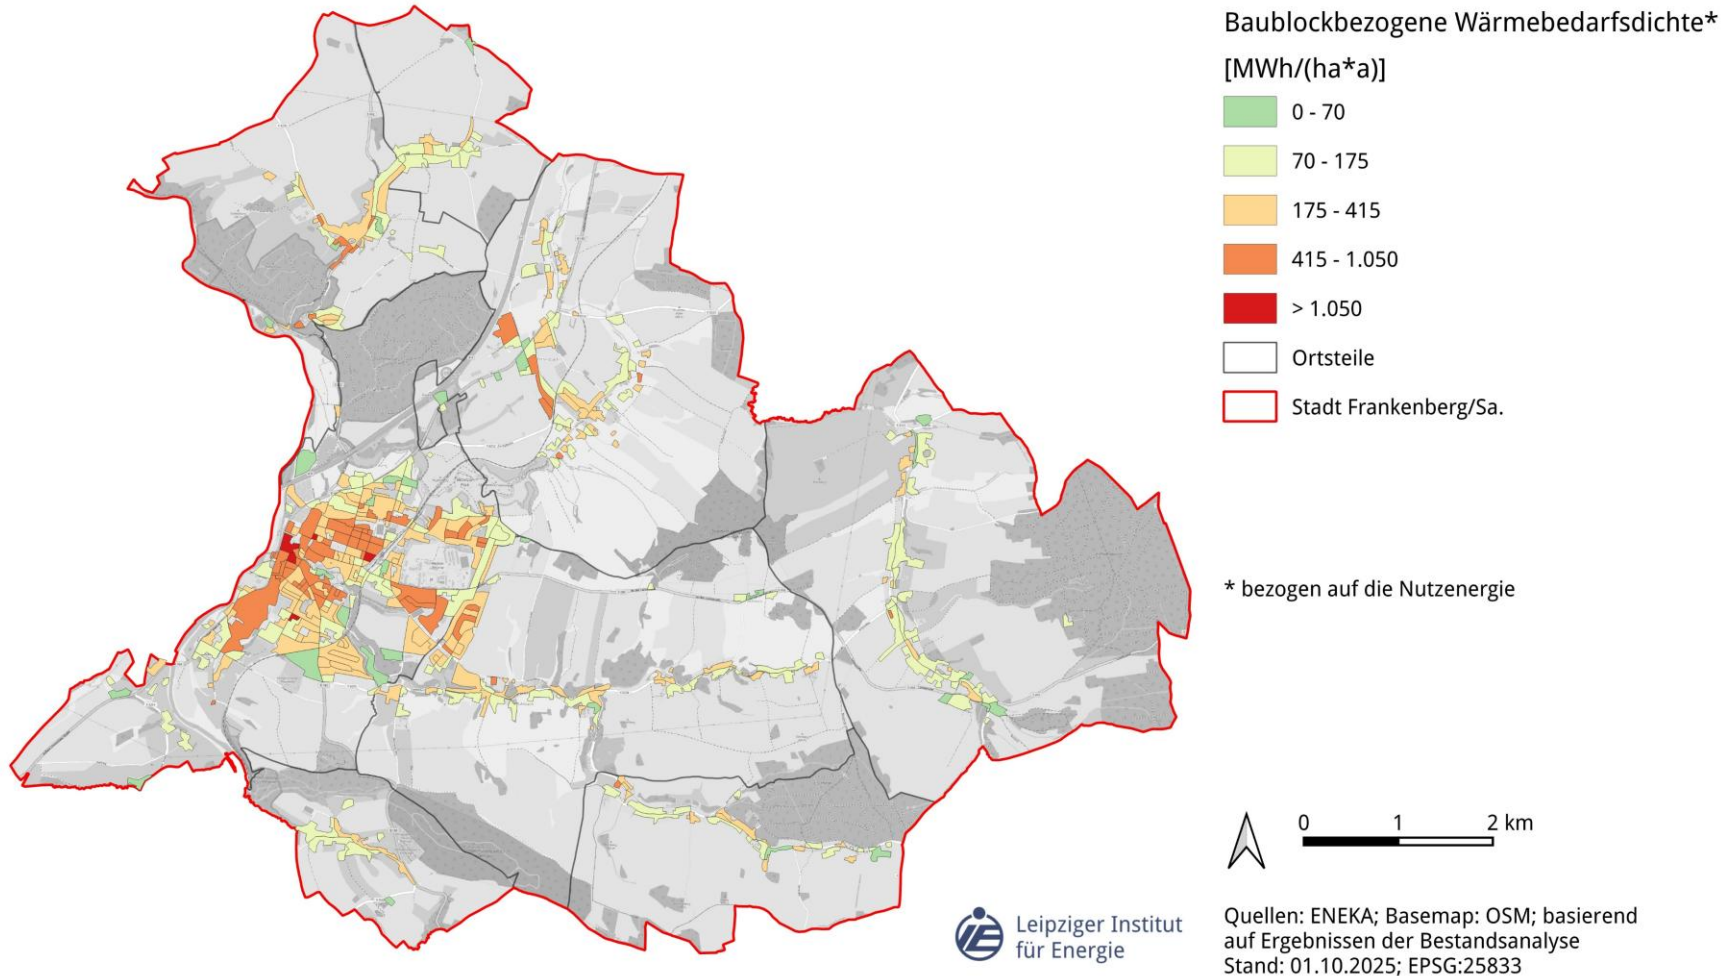 Baublockbezogene Wärmebedarfsdichte*
[MWh/(ha*a)]
0 - 70
70 - 175
175 - 415
415 - 1.050
> 1.050
Ortsteile
Stadt Frankenberg/Sa.
* bezogen auf die Nutzenergie
0 1 2 km
Leipziger Institut
für Energie
Quellen: ENEKA; Basemap: OSM; basierend
auf Ergebnissen der Bestandsanalyse
Stand: 01.10.2025; EPSG:25833